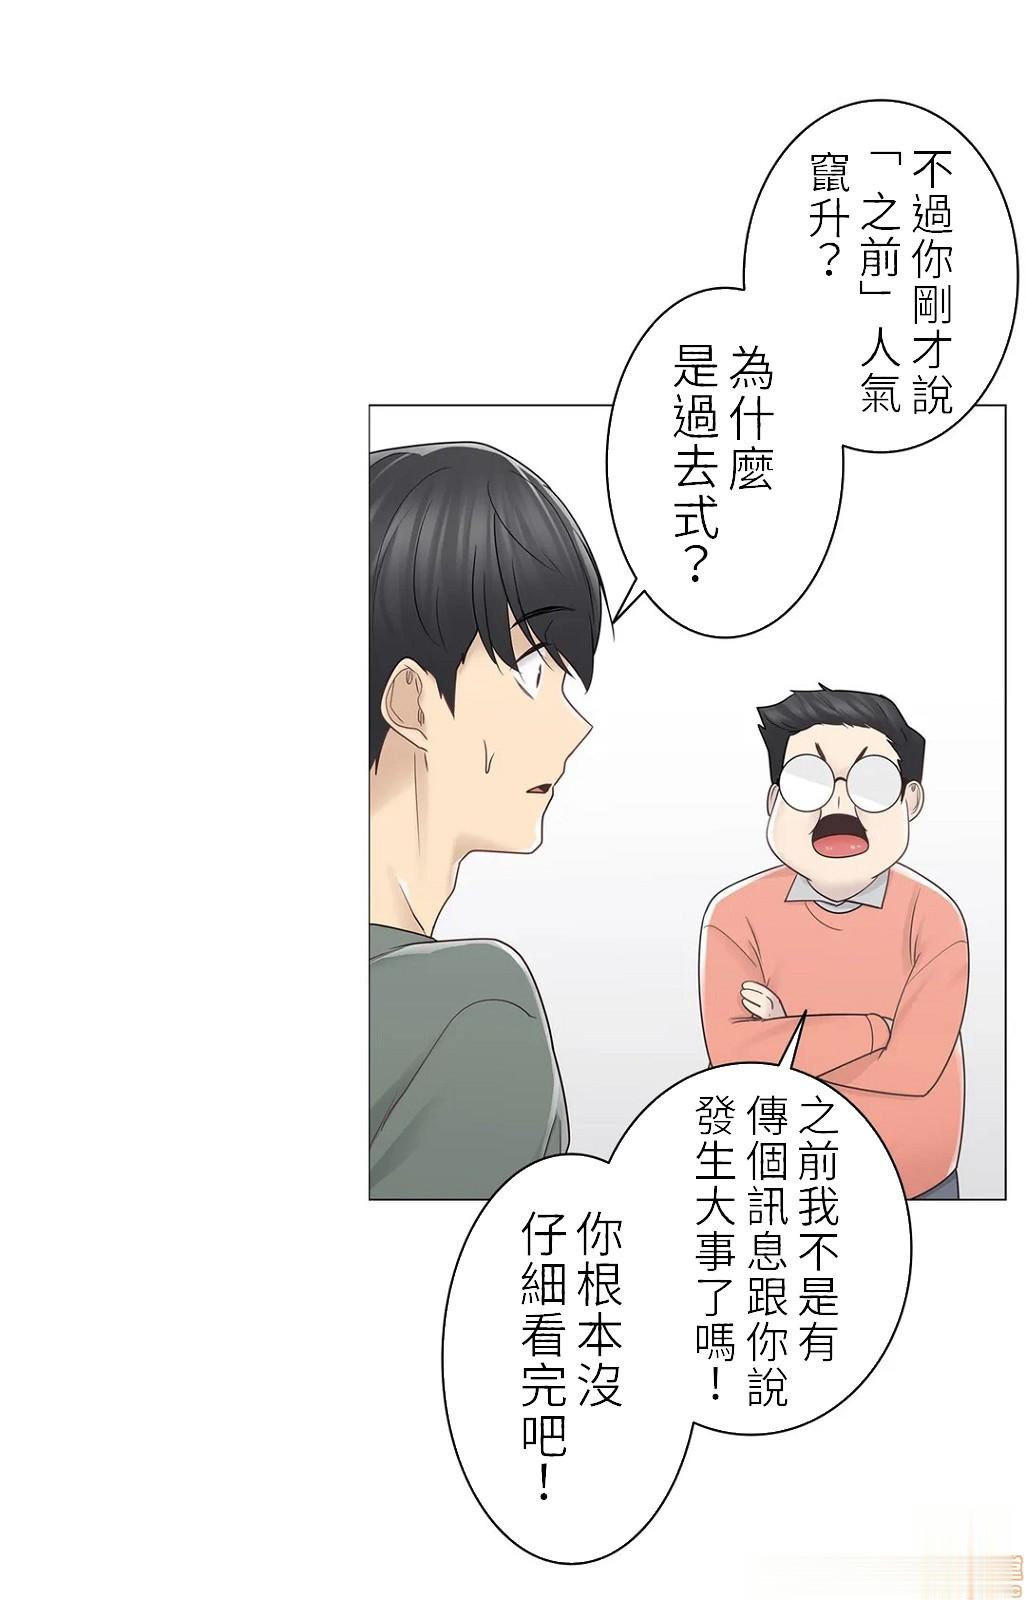 不過你剛才說
「之前」人氣
竄升？
為什麼
是過去式？
之前我不是有
傳個訊息跟你說
發生大事了嗎！
你根本沒
仔細看完吧！